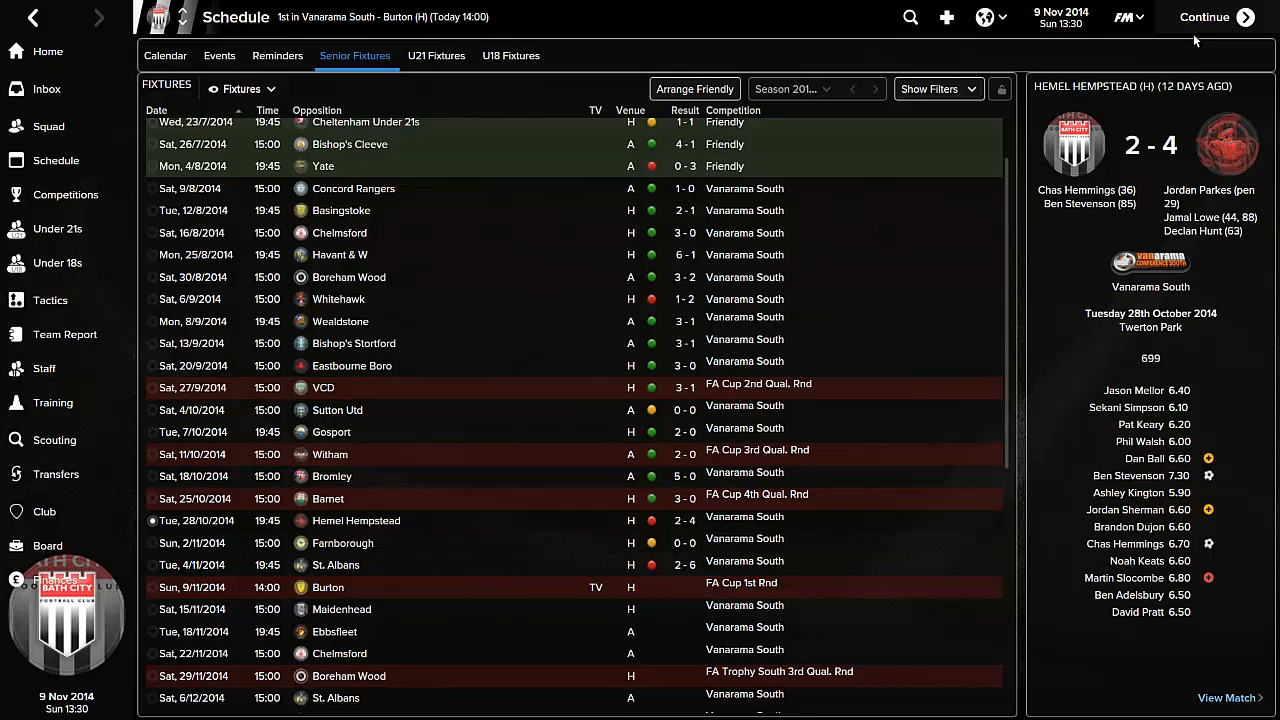 Schedule 1st in Vanarama South - Burton (H) (Today 14:00)
9 Nov 2014
Sun 13:30
FM
Continue
Home
Inbox
Squad
Schedule
Competitions
Under 21s
Under 18s
Tactics
Team Report
Staff
Training
Scouting
Transfers
Club
Board
Finances
BATH CITY
FOOTBALL CLUB
9 Nov 2014
Sun 13:30
Calendar Events Reminders Senior Fixtures U21 Fixtures U18 Fixtures
FIXTURES Fixtures Arrange Friendly Season 201... Show Filters
Date Time Opposition TV Venue Result Competition
Wed, 23/7/2014 19:45 Cheltenham Under 21s H 1-1 Friendly
Sat, 26/7/2014 15:00 Bishop's Cleeve A 4-1 Friendly
Mon, 4/8/2014 19:45 Yate A 0-3 Friendly
Sat, 9/8/2014 15:00 Concord Rangers A 1-0 Vanarama South
Tue, 12/8/2014 19:45 Basingstoke H 2-1 Vanarama South
Sat, 16/8/2014 15:00 Chelmsford H 3-0 Vanarama South
Mon, 25/8/2014 15:00 Havant & W H 6-1 Vanarama South
Sat, 30/8/2014 15:00 Boreham Wood A 3-2 Vanarama South
Sat, 6/9/2014 15:00 Whitehawk H 1-2 Vanarama South
Mon, 8/9/2014 19:45 Wealdstone A 3-1 Vanarama South
Sat, 13/9/2014 15:00 Bishop's Stortford A 3-1 Vanarama South
Sat, 20/9/2014 15:00 Eastbourne Boro H 3-0 Vanarama South
Sat, 27/9/2014 15:00 VCD H 3-1 FA Cup 2nd Qual. Rnd
Sat, 4/10/2014 15:00 Sutton Utd A 0-0 Vanarama South
Tue, 7/10/2014 19:45 Gosport H 2-0 Vanarama South
Sat, 11/10/2014 15:00 Witham A 2-0 FA Cup 3rd Qual. Rnd
Sat, 18/10/2014 15:00 Bromley A 5-0 Vanarama South
Sat, 25/10/2014 15:00 Barnet H 3-0 FA Cup 4th Qual. Rnd
Tue, 28/10/2014 19:45 Hemel Hempstead H 2-4 Vanarama South
Sun, 2/11/2014 15:00 Farnborough H 0-0 Vanarama South
Tue, 4/11/2014 19:45 St. Albans H 2-6 Vanarama South
Sun, 9/11/2014 14:00 Burton TV H FA Cup 1st Rnd
Sat, 15/11/2014 15:00 Maidenhead H Vanarama South
Tue, 18/11/2014 19:45 Ebbsfleet A Vanarama South
Sat, 22/11/2014 15:00 Chelmsford A Vanarama South
Sat, 29/11/2014 15:00 Boreham Wood H FA Trophy South 3rd Qual. Rnd
Sat, 6/12/2014 15:00 St. Albans A Vanarama South
HEMEL HEMPSTEAD (H) (12 DAYS AGO)
BATH CITY
2 - 4
Chas Hemmings (36)
Ben Stevenson (85)
Jordan Parkes (pen
29)
Jamal Lowe (44, 88)
Declan Hunt (63)
vanarama
CONFERENCE SOUTH
Vanarama South
Tuesday 28th October 2014
Twerton Park
699
Jason Mellor 6.40
Sekani Simpson 6.10
Pat Keary 6.20
Phil Walsh 6.00
Dan Ball 6.60
Ben Stevenson 7.30
Ashley Kington 5.90
Jordan Sherman 6.60
Brandon Dujon 6.60
Chas Hemmings 6.70
Noah Keats 6.60
Martin Slocombe 6.80
Ben Adelsbury 6.50
David Pratt 6.50
View Match